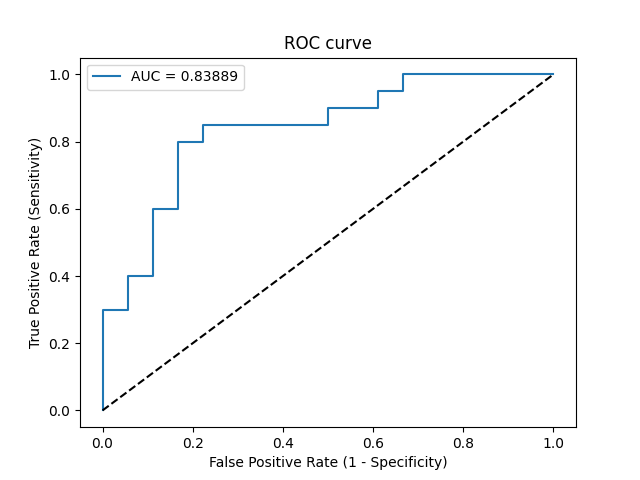 ROC curve
AUC = 0.83889
1.0
0.8
0.6
0.4
0.2
0.0
True Positive Rate (Sensitivity)
0.0 0.2 0.4 0.6 0.8 1.0
False Positive Rate (1 - Specificity)